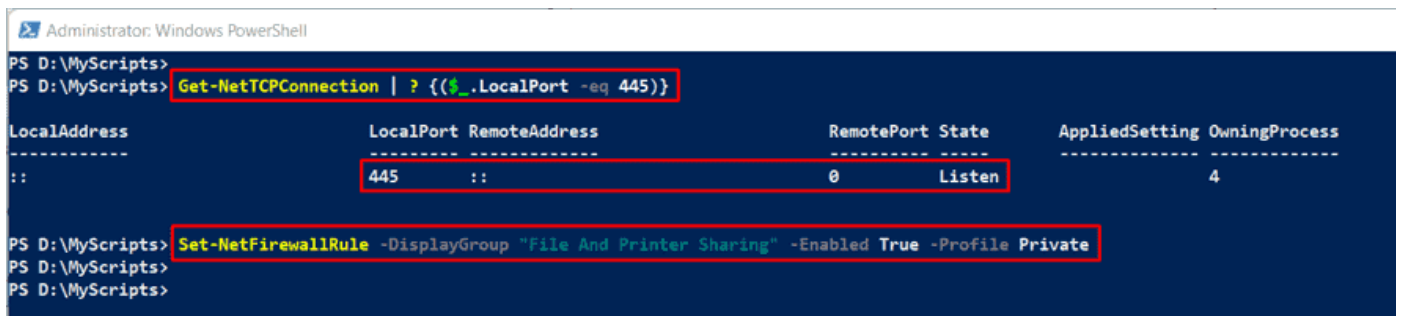 Administrator: Windows PowerShell
PS D:\MyScripts>
PS D:\MyScripts> Get-NetTCPConnection | ? {($_.LocalPort -eq 445)}
LocalAddress LocalPort RemoteAddress RemotePort State AppliedSetting OwningProcess
------------ --------- ------------- ---------- ----- -------------- -------------
:: 445 :: 0 Listen 4
PS D:\MyScripts> Set-NetFirewallRule -DisplayGroup "File And Printer Sharing" -Enabled True -Profile Private
PS D:\MyScripts>
PS D:\MyScripts>